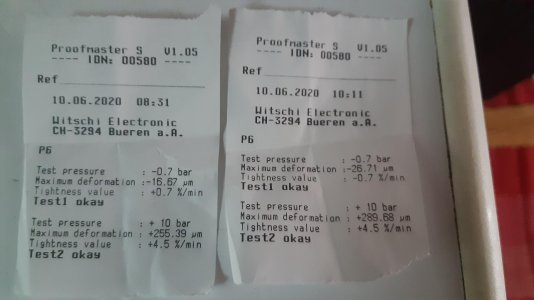 Proofmaster S V1.05
---- IDN: 00580 ----
Ref
10.06.2020 08:31
Witschi Electronic
CH-3294 Bueren a.A.
P6
Test pressure : -0.7 bar
Maximum deformation :-16.67 µm
Tightness value : +0.7 %/min
Test1 okay
Test pressure : + 10 bar
Maximum deformation : +255.39 µm
Tightness value : +4.5 %/min
Test2 okay
Proofmaster S V1.05
---- IDN: 00580 ----
Ref
10.06.2020 10:11
Witschi Electronic
CH-3294 Bueren a.A.
P6
Test pressure : -0.7 bar
Maximum deformation :-26.71 µm
Tightness value : -0.7 %/min
Test1 okay
Test pressure : + 10 bar
Maximum deformation : +289.68 µm
Tightness value : +4.5 %/min
Test2 okay